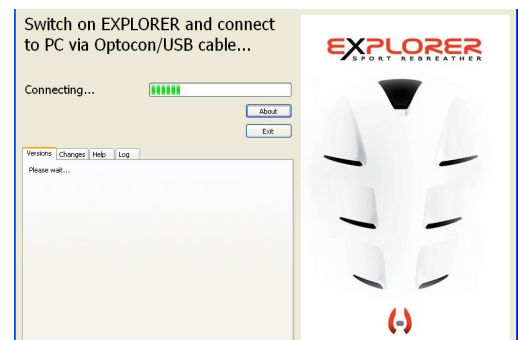 Switch on EXPLORER and connect
to PC via Optocon/USB cable...
EXPLORER
SPORT REBREATHER
Connecting...
About
Exit
Versions Changes Help Log
Please wait...